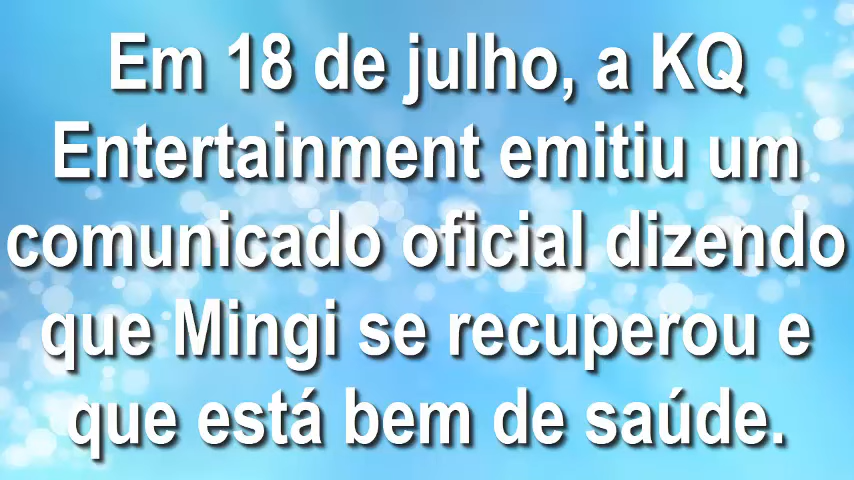 Em 18 de julho, a KQ
Entertainment emitiu um
comunicado oficial dizendo
que Mingi se recuperou e
que está bem de saúde.